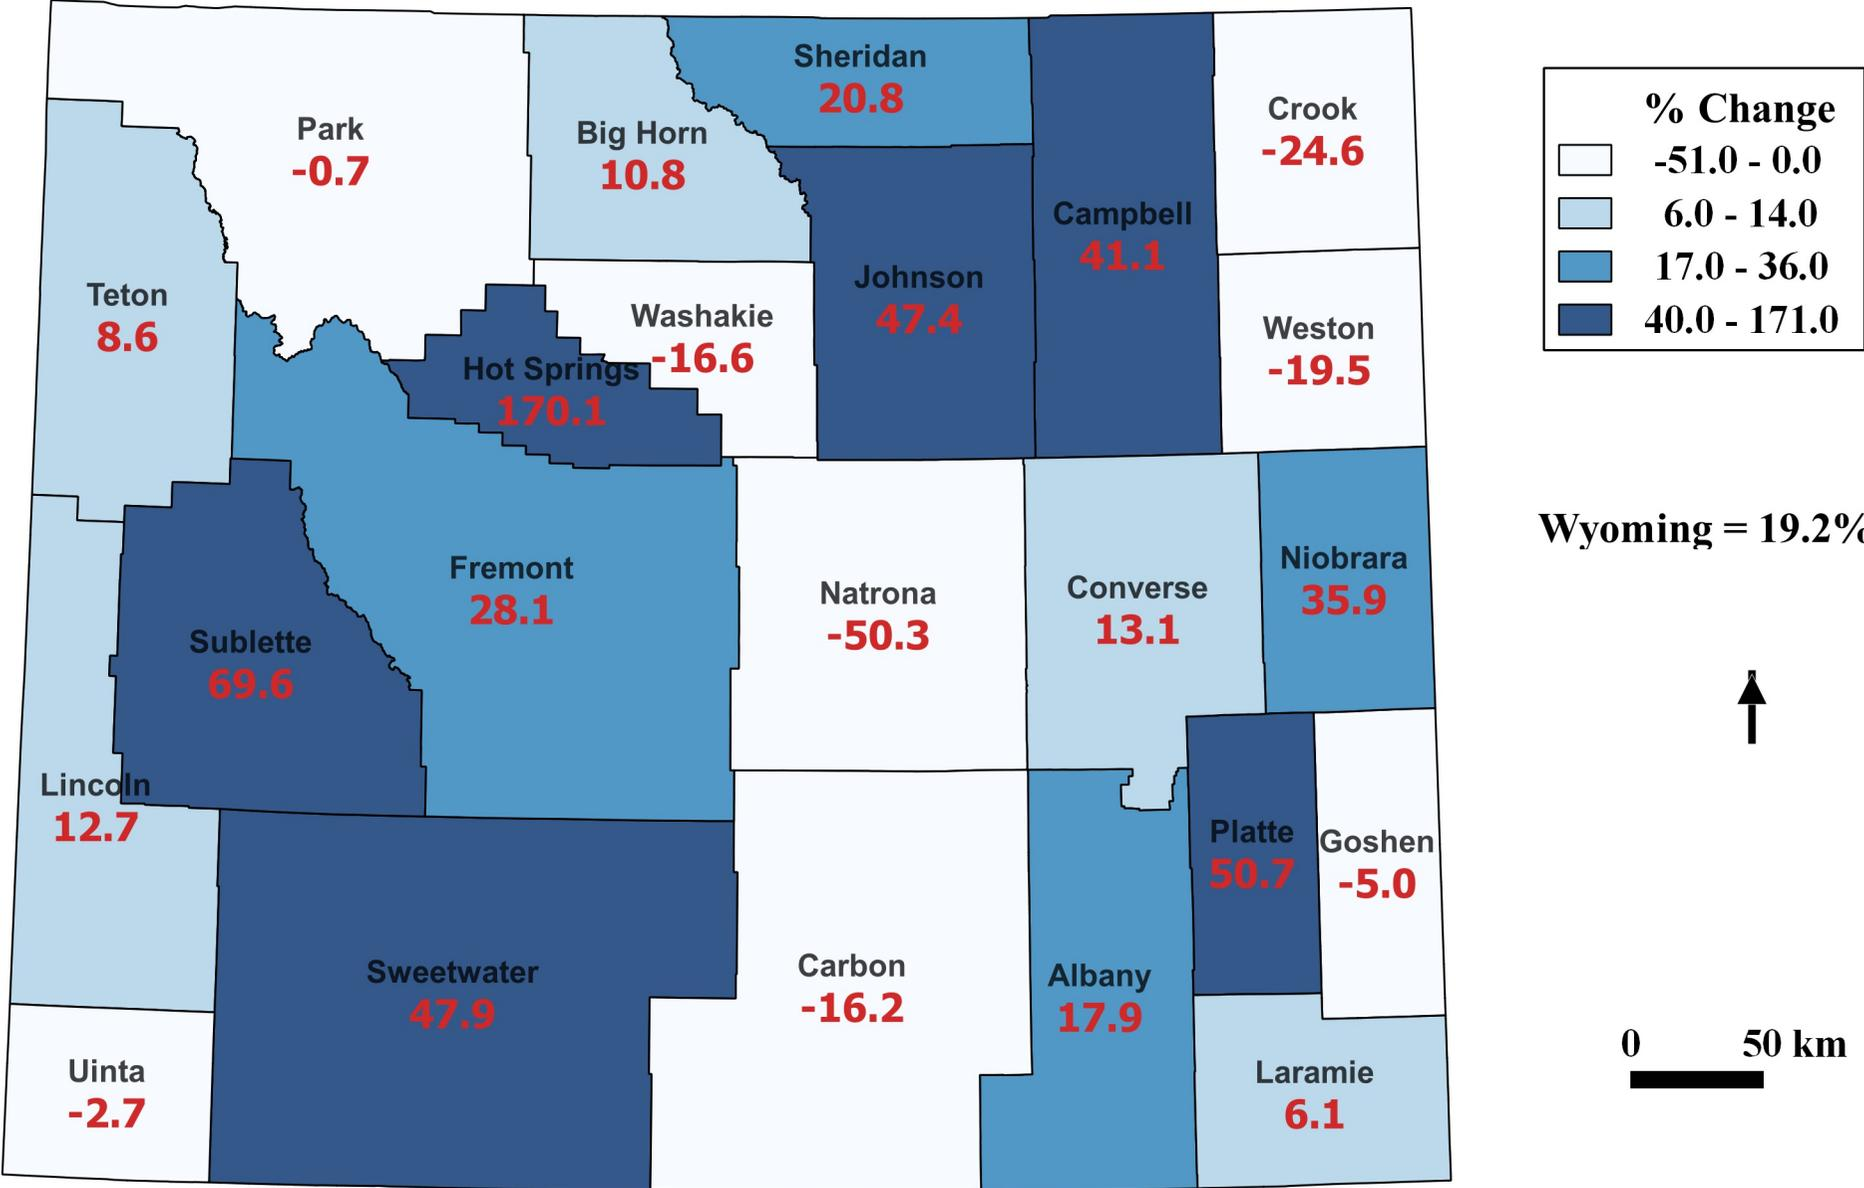 Sheridan
20.8
Park
-0.7
Big Horn
10.8
Crook
-24.6
Campbell
41.1
Teton
8.6
Johnson
47.4
Washakie
-16.6
Weston
-19.5
Hot Springs
170.1
Fremont
28.1
Natrona
-50.3
Converse
13.1
Niobrara
35.9
Sublette
69.6
Lincoln
12.7
Platte
50.7
Goshen
-5.0
Sweetwater
47.9
Carbon
-16.2
Albany
17.9
Uinta
-2.7
Laramie
6.1
% Change
-51.0 - 0.0
6.0 - 14.0
17.0 - 36.0
40.0 - 171.0
Wyoming = 19.2%
0 50 km